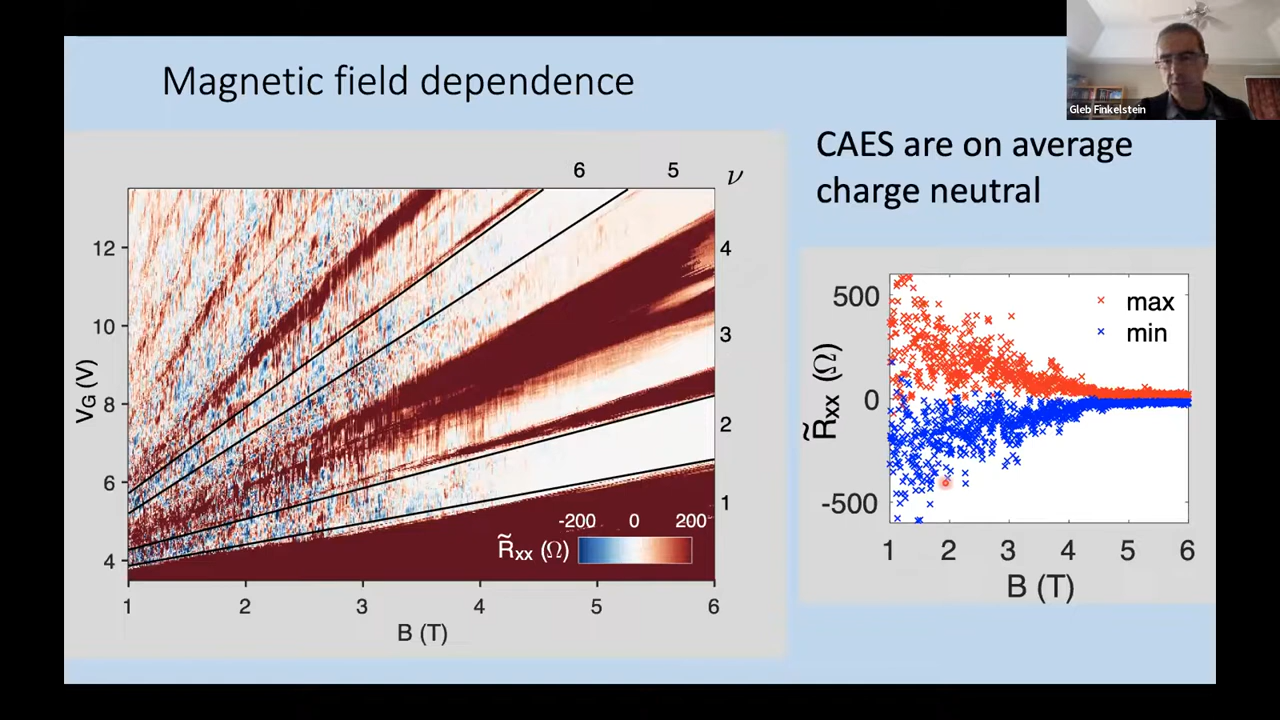 Magnetic field dependence
Gleb Finkelstein
CAES are on average
charge neutral
6 5 ν
12
10
8
6
4
V_G (V)
4
3
2
1
-200 0 200
R̃xx (Ω)
1 2 3 4 5 6
B (T)
500
0
-500
R̃xx (Ω)
max
min
1 2 3 4 5 6
B (T)